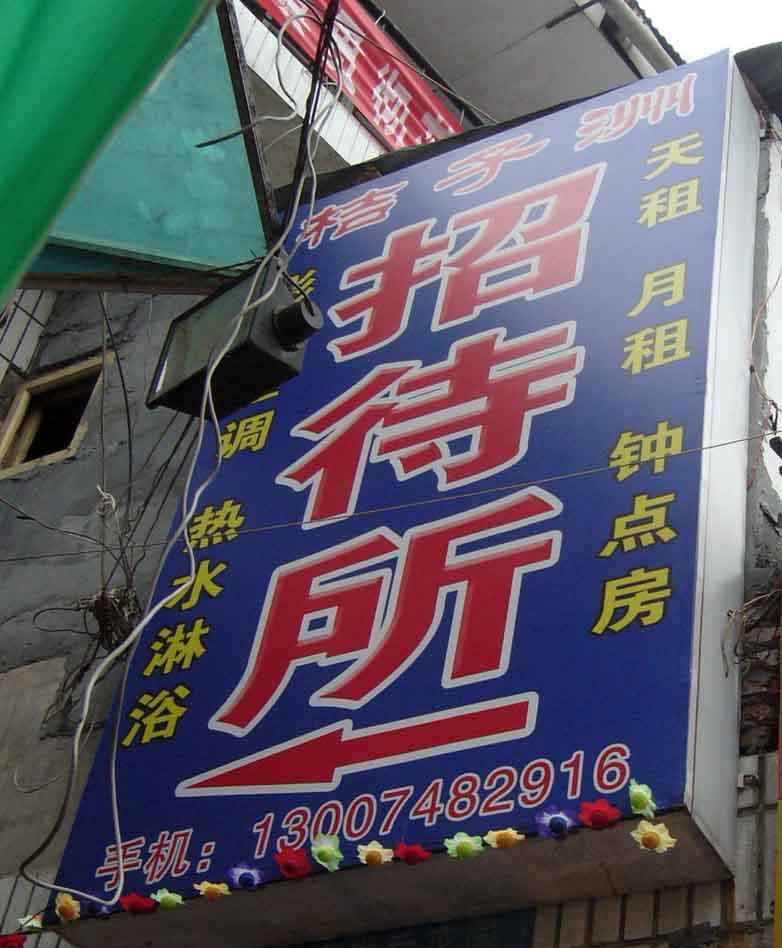 桔子洲
招待所
天租 月租 钟点房
调 热水淋浴
手机：13007482916